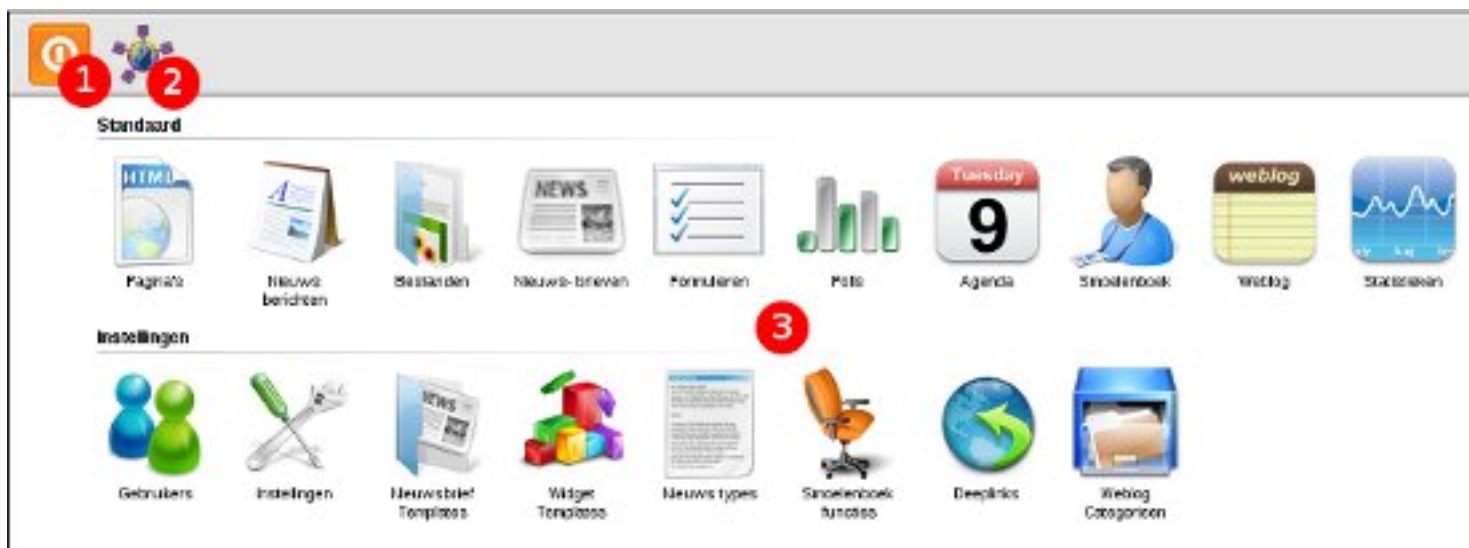 1
2
Standaard
HTML
NEWS
Tuesday
9
weblog
Pagina's
Nieuws
berichten
Bestanden
Nieuws- brieven
Formulieren
Polls
Agenda
Smoelenboek
Weblog
Statistieken
3
Instellingen
NEWS
Gebruikers
Instellingen
Nieuwsbrief
Templates
Widget
Templates
Nieuws types
Smoelenboek
functies
Deeplinks
Weblog
Categorieen